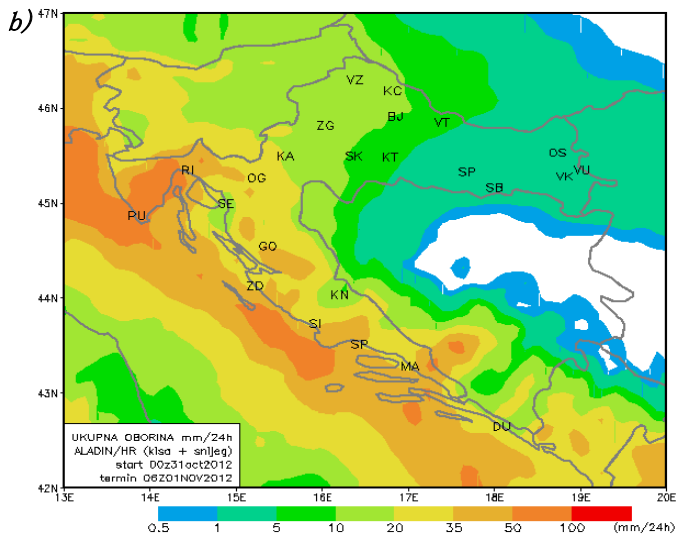 b)
47N
46N
45N
44N
43N
42N
VZ
KC
ZG
BJ
VT
KA
SK
KT
OS
RI
OG
SP
VK
VU
SB
PU
SE
GO
ZD
KN
SI
SP
MA
DU
UKUPNA OBORINA mm/24h
ALADIN/HR (kisa + snijeg)
start 00z31oct2012
termin 06Z01NOV2012
13E 14E 15E 16E 17E 18E 19E 20E
0.5 1 5 10 20 35 50 100 (mm/24h)